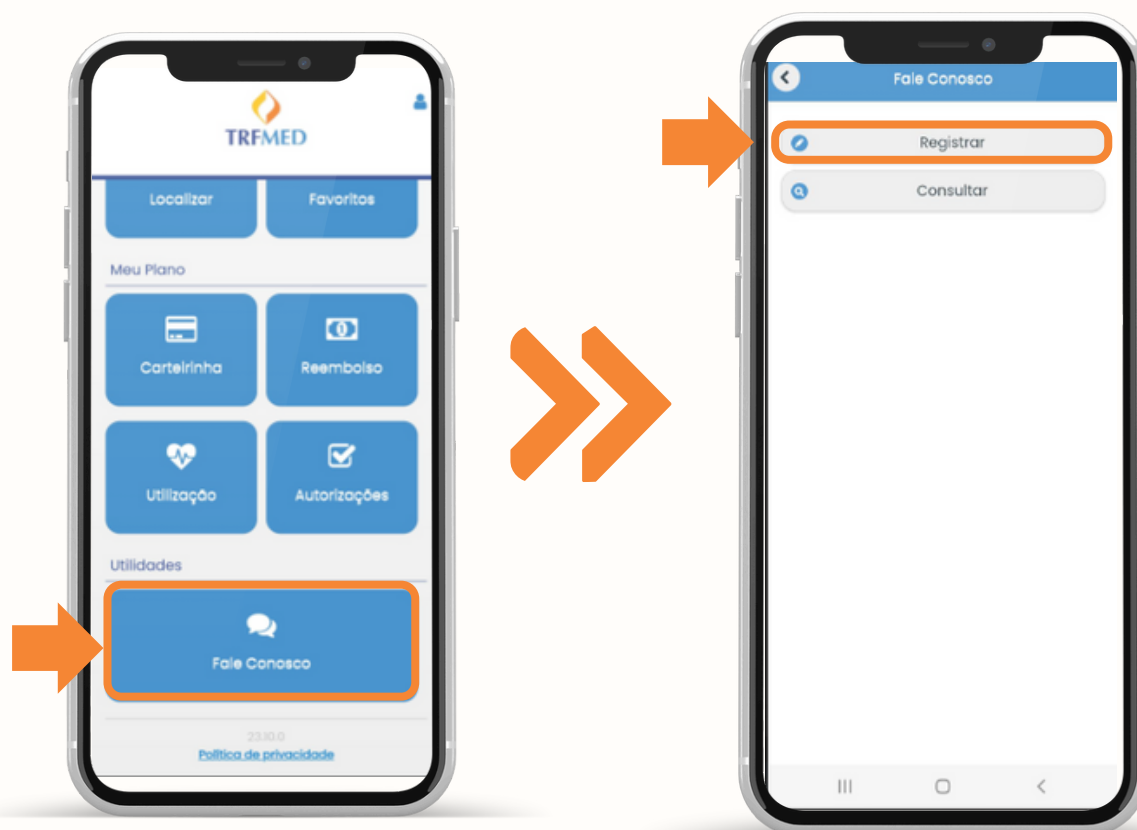 TRFMED
Localizar Favoritos
Meu Plano
Carteirinha Reembolso
Utilização Autorizações
Utilidades
Fale Conosco
23.10.0
Política de privacidade
Fale Conosco
Registrar
Consultar